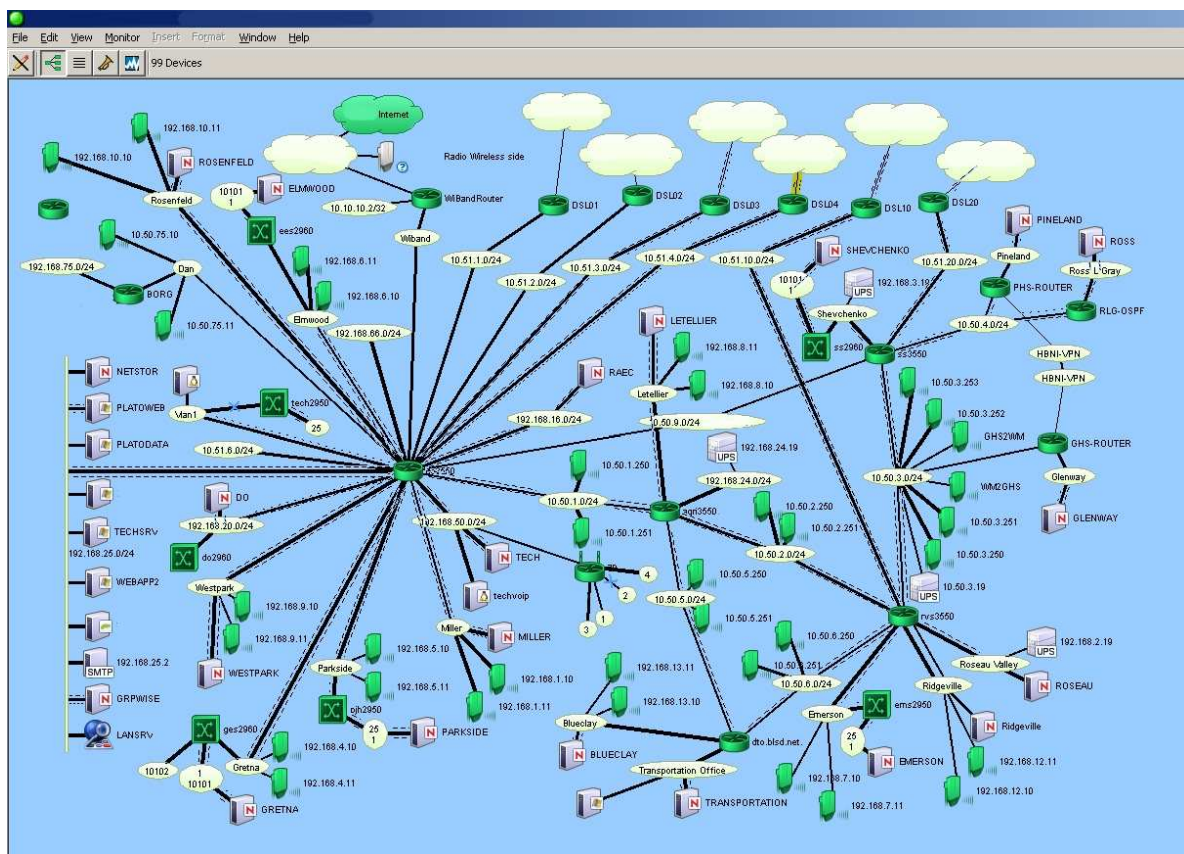 File Edit View Monitor Insert Format Window Help
99 Devices
Internet
192.168.10.11
192.168.10.10
ROSENFELD
Radio Wireless side
10101
1
ELMWOOD
Rosenfeld
10.10.10.2/32
WiBandRouter
DSL01
DSL02
DSL03
DSL04
DSL10
DSL20
PINELAND
ees2960
Wiband
10.50.75.10
SHEVCHENKO
ROSS
192.168.75.0/24
Dan
192.168.6.11
10.51.1.0/24
10.51.2.0/24
10.51.3.0/24
10.51.4.0/24
10.51.10.0/24
10.51.20.0/24
Pineland
Ross L Gray
10101
1
192.168.3.19
UPS
BORG
192.168.6.10
PHS-ROUTER
RLG-OSPF
Elmwood
Shevchenko
10.50.4.0/24
10.50.75.11
192.168.66.0/24
LETELLIER
ss2960
ss3550
192.168.8.11
HBNI-VPN
HBNI-VPN
NETSTOR
RAEC
Letellier
192.168.8.10
10.50.3.253
tech2950
PLATOWEB
Vlan1
25
192.168.16.0/24
10.50.9.0/24
10.50.3.252
GHS2WM
GHS-ROUTER
PLATODATA
10.51.6.0/24
192.168.24.19
UPS
10.50.1.250
192.168.24.0/24
10.50.3.0/24
Glenway
WM2GHS
DO
10.50.1.0/24
agri3550
10.50.2.250
10.50.2.251
10.50.3.251
GLENWAY
TECHSRV
192.168.20.0/24
192.168.50.0/24
10.50.1.251
192.168.25.0/24
do2960
TECH
10.50.2.0/24
10.50.3.250
4
10.50.5.250
WEBAPP2
Westpark
techvoip
2
10.50.5.0/24
10.50.3.19
UPS
192.168.9.10
1
3
10.50.5.251
rvs3550
Miller
MILLER
10.50.6.250
192.168.2.19
UPS
192.168.9.11
192.168.5.10
Roseau Valley
192.168.25.2
SMTP
WESTPARK
Parkside
192.168.1.10
192.168.13.11
10.50.6.0/24
Ridgeville
ROSEAU
192.168.5.11
192.168.13.10
GRPWISE
pjh2950
192.168.1.11
ems2950
Emerson
Blueclay
Ridgeville
LANSRV
ges2960
25
1
PARKSIDE
25
1
dto.blsd.net.
192.168.4.10
BLUECLAY
EMERSON
192.168.12.11
10102
1
10101
Gretna
Transportation Office
192.168.7.10
192.168.12.10
192.168.4.11
GRETNA
TRANSPORTATION
192.168.7.11